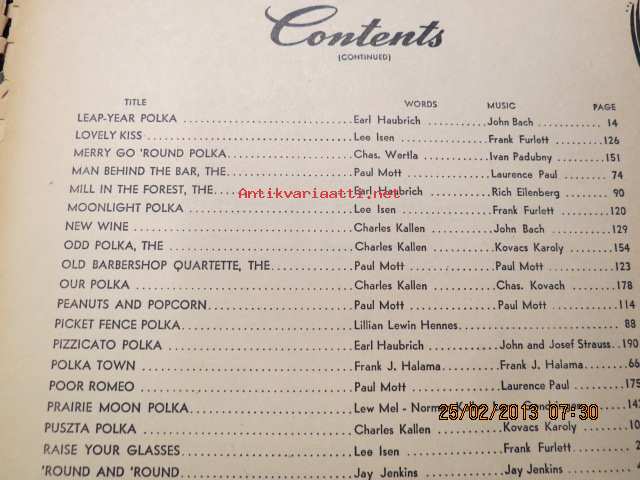 Contents
(CONTINUED)
TITLE WORDS MUSIC PAGE
LEAP-YEAR POLKA Earl Haubrich John Bach 14
LOVELY KISS Lee Isen Frank Furlett 126
MERRY GO 'ROUND POLKA Chas. Wertla Ivan Padubny 151
MAN BEHIND THE BAR, THE Paul Mott Laurence Paul 74
MILL IN THE FOREST, THE Earl Haubrich Rich Eilenberg 90
Antikvariaatti.net
MOONLIGHT POLKA Lee Isen Frank Furlett 120
NEW WINE Charles Kallen John Bach 129
ODD POLKA, THE Charles Kallen Kovacs Karoly 154
OLD BARBERSHOP QUARTETTE, THE Paul Mott Paul Mott 123
OUR POLKA Charles Kallen Chas. Kovach 178
PEANUTS AND POPCORN Paul Mott Paul Mott 114
PICKET FENCE POLKA Lillian Lewin Hennes 88
PIZZICATO POLKA Earl Haubrich John and Josef Strauss 190
POLKA TOWN Frank J. Halama Frank J. Halama 66
POOR ROMEO Paul Mott Laurence Paul 175
PRAIRIE MOON POLKA Lew Mel - Norman
25/02/2013 07:30
PUSZTA POLKA Charles Kallen Kovacs Karoly
RAISE YOUR GLASSES Lee Isen Frank Furlett
'ROUND AND 'ROUND Jay Jenkins Jay Jenkins